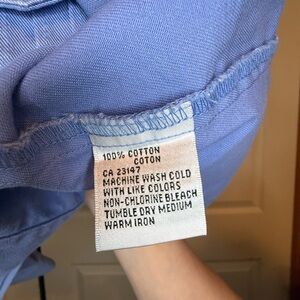 100% COTTON
COTON
CA 23147
MACHINE WASH COLD
WITH LIKE COLORS
NON-CHLORINE BLEACH
TUMBLE DRY MEDIUM
WARM IRON